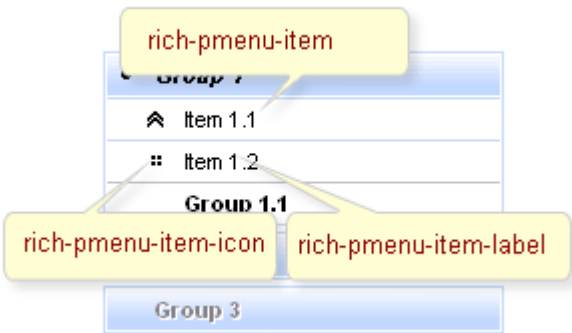 rich-pmenu-item
Group 1
Item 1.1
Item 1.2
Group 1.1
rich-pmenu-item-icon
rich-pmenu-item-label
Group 3